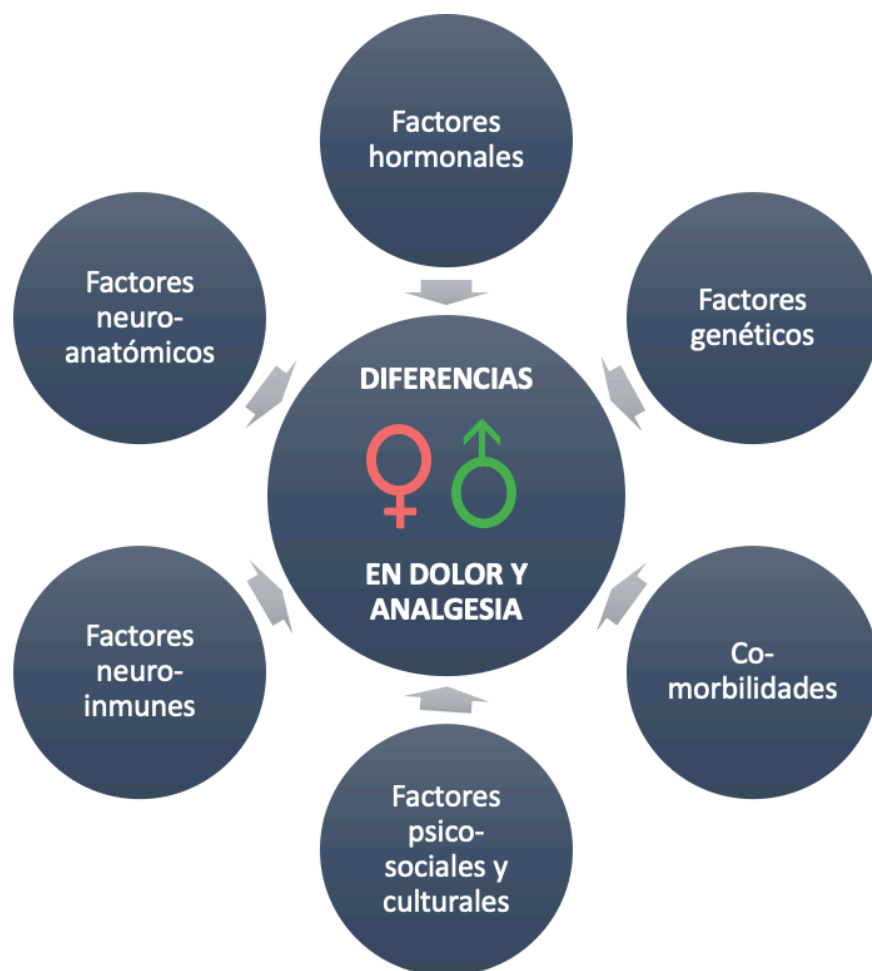 Factores
hormonales
Factores
genéticos
Co-
morbilidades
Factores
psico-
sociales y
culturales
Factores
neuro-
inmunes
Factores
neuro-
anatómicos
DIFERENCIAS
EN DOLOR Y
ANALGESIA